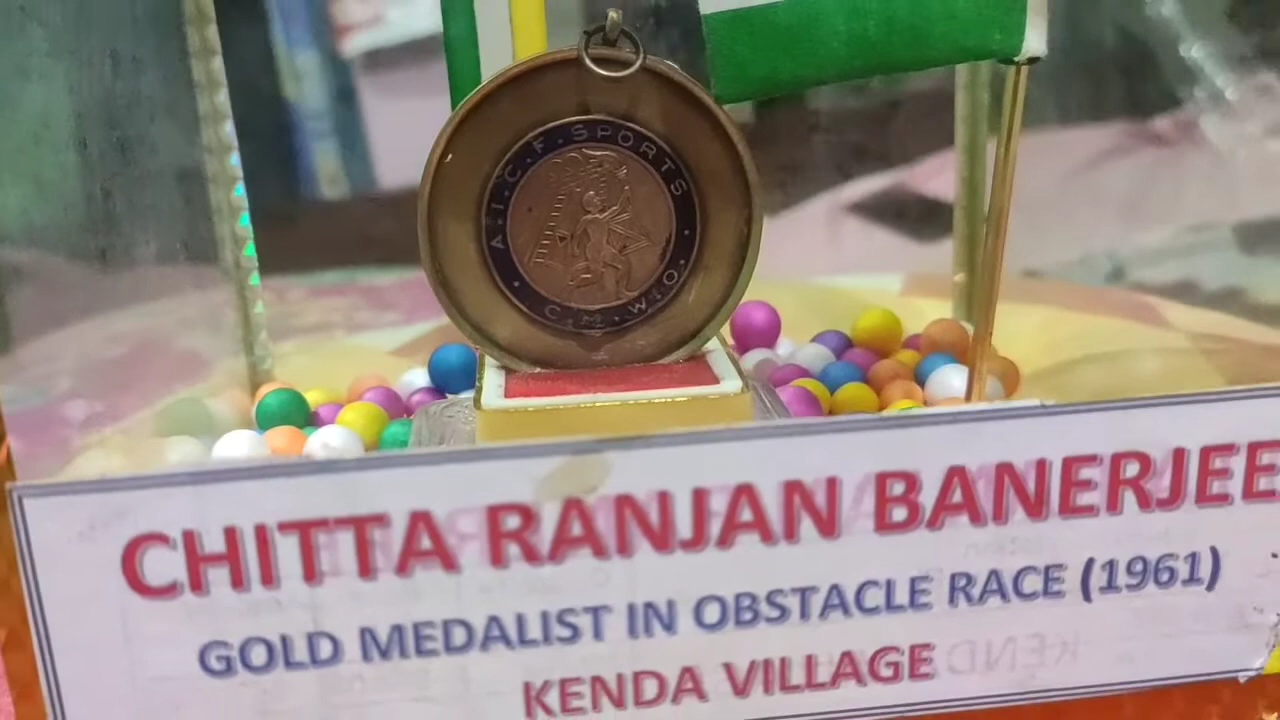 A.I.C.F. SPORTS
C.M.W.O.
CHITTA RANJAN BANERJEE
GOLD MEDALIST IN OBSTACLE RACE (1961)
KENDA VILLAGE